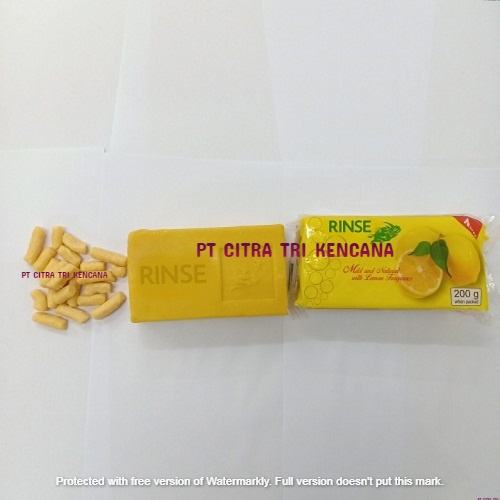 RINSE
PT CITRA TRI KENCANA
PT CITRA TRI KENCANA
RINSE
Mild and Natural
with Lemon Fragrance
200 g
when packed
Protected with free version of Watermarkly. Full version doesn't put this mark.